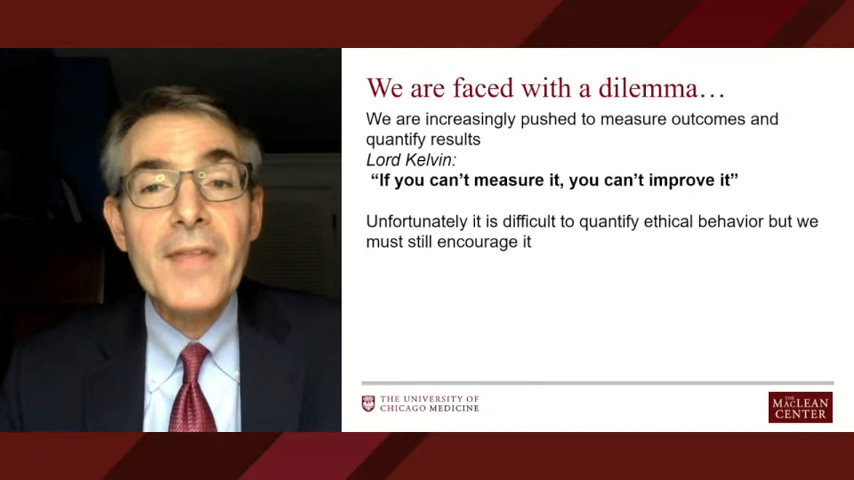 We are faced with a dilemma…
We are increasingly pushed to measure outcomes and
quantify results
Lord Kelvin:
“If you can’t measure it, you can’t improve it”
Unfortunately it is difficult to quantify ethical behavior but we
must still encourage it
THE UNIVERSITY OF
CHICAGO MEDICINE
THE
MACLEAN
CENTER